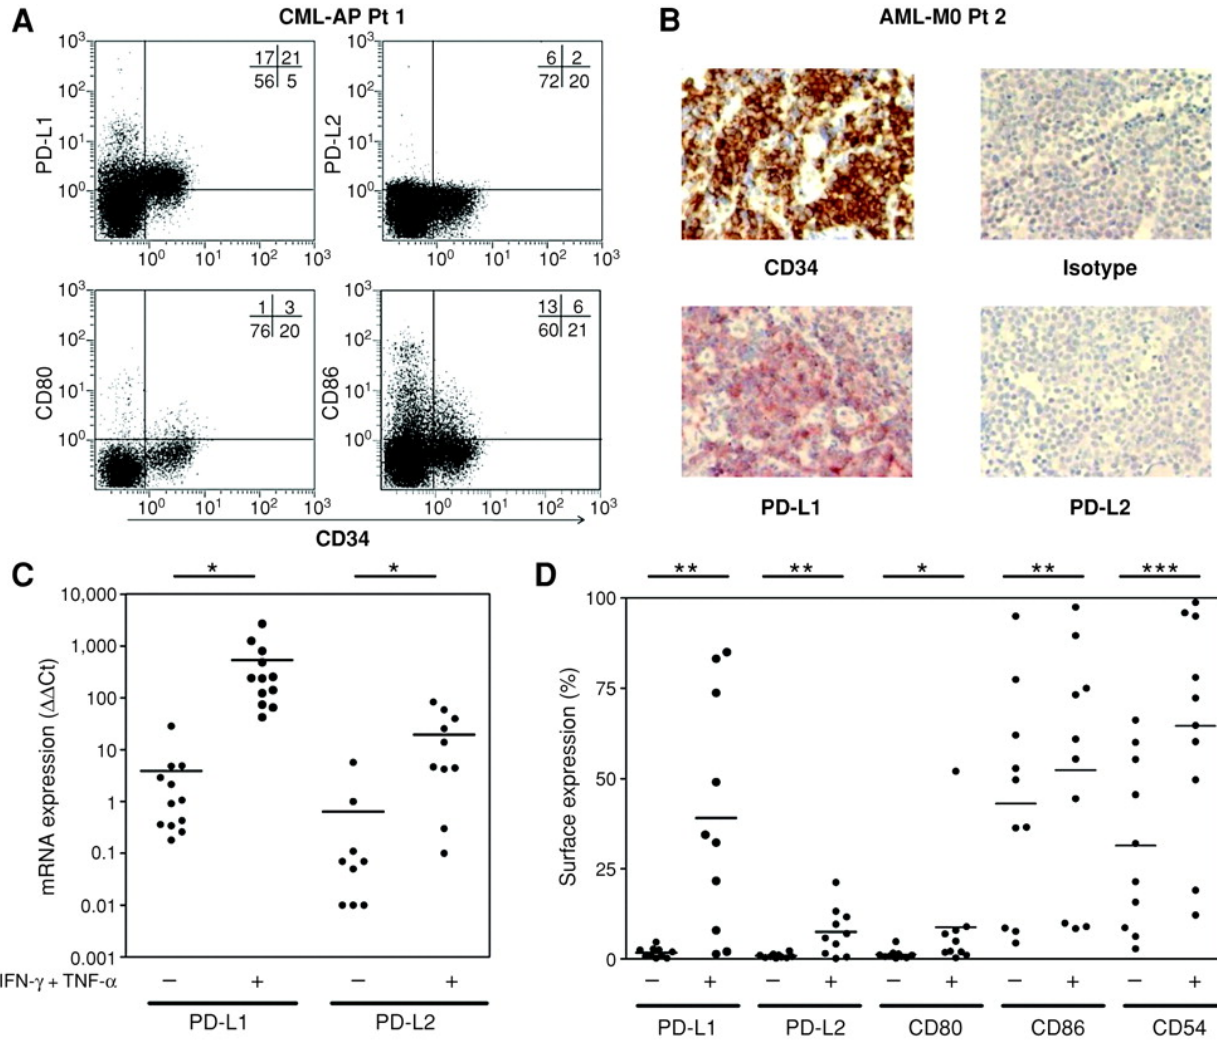 A
CML-AP Pt 1
B
AML-M0 Pt 2
PD-L1
10³
10²
10¹
10⁰
17 21
56 5
10⁰ 10¹ 10² 10³
PD-L2
10³
10²
10¹
10⁰
6 2
72 20
10⁰ 10¹ 10² 10³
CD80
10³
10²
10¹
10⁰
1 3
76 20
10⁰ 10¹ 10² 10³
CD86
10³
10²
10¹
10⁰
13 6
60 21
10⁰ 10¹ 10² 10³
CD34
CD34
Isotype
PD-L1
PD-L2
C
* *
mRNA expression (ΔΔCt)
10,000
1,000
100
10
1
0.1
0.01
0.001
IFN-γ + TNF-α – + – +
PD-L1 PD-L2
D
** ** * ** ***
Surface expression (%)
100
75
50
25
0
– + – + – + – + – +
PD-L1 PD-L2 CD80 CD86 CD54